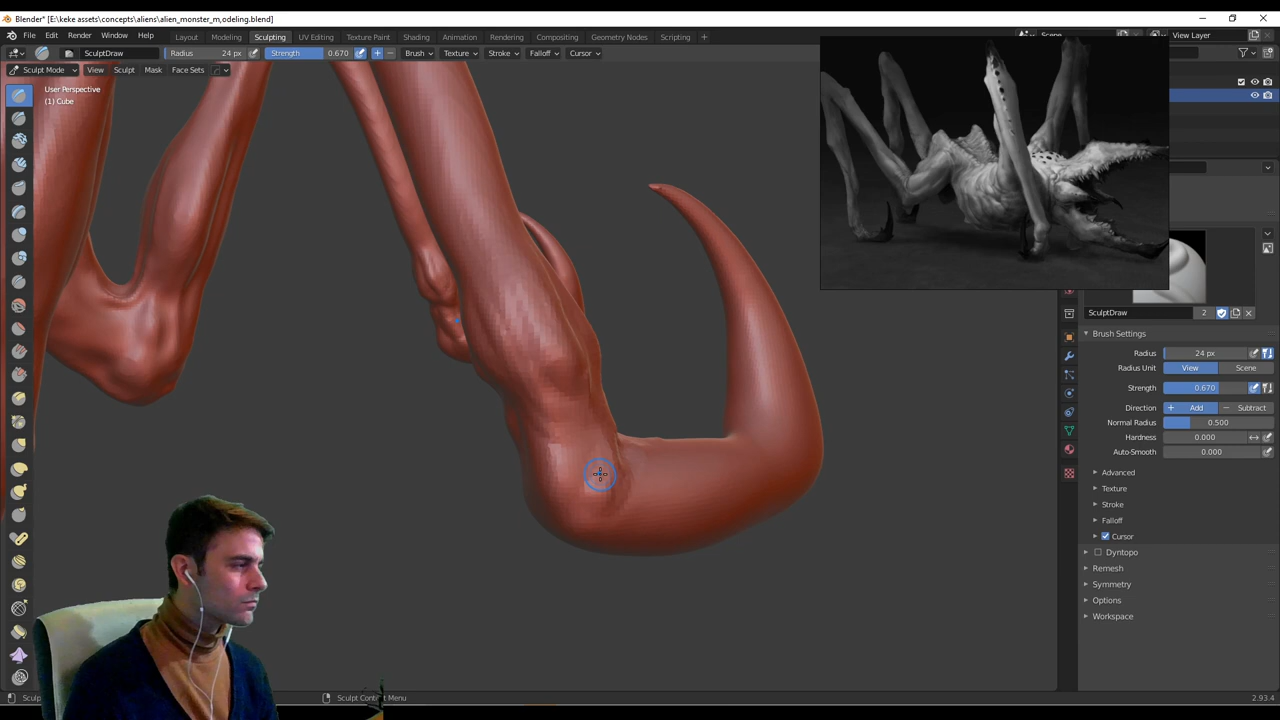 Blender* [E:\keke assets\concepts\aliens\alien_monster_m,odeling.blend]
File Edit Render Window Help Layout Modeling Sculpting UV Editing Texture Paint Shading Animation Rendering Compositing Geometry Nodes Scripting + Scene View Layer
SculptDraw Radius 24 px Strength 0.670 Brush Texture Stroke Falloff Cursor
Sculpt Mode View Sculpt Mask Face Sets
User Perspective
(1) Cube
SculptDraw 2
Brush Settings
Radius 24 px
Radius Unit View Scene
Strength 0.670
Direction + Add − Subtract
Normal Radius 0.500
Hardness 0.000
Auto-Smooth 0.000
Advanced
Texture
Stroke
Falloff
Cursor
Dyntopo
Remesh
Symmetry
Options
Workspace
Sculpt Context Menu 2.93.4